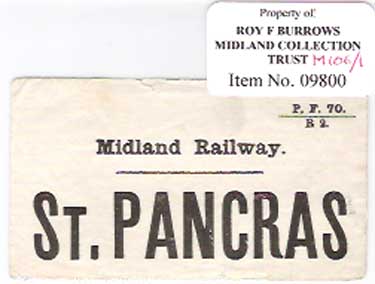 Property of:
ROY F BURROWS
MIDLAND COLLECTION
TRUST M106/1
Item No. 09800
P. F. 70.
R 2.
Midland Railway.
ST. PANCRAS